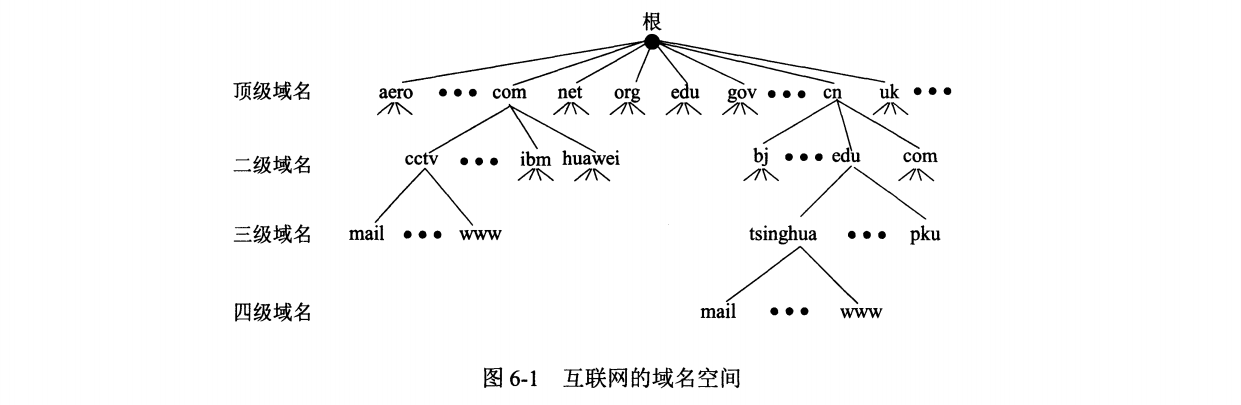 根
顶级域名 aero ••• com net org edu gov ••• cn uk •••
二级域名 cctv ••• ibm huawei bj ••• edu com
三级域名 mail ••• www tsinghua ••• pku
四级域名 mail ••• www
图 6-1 互联网的域名空间